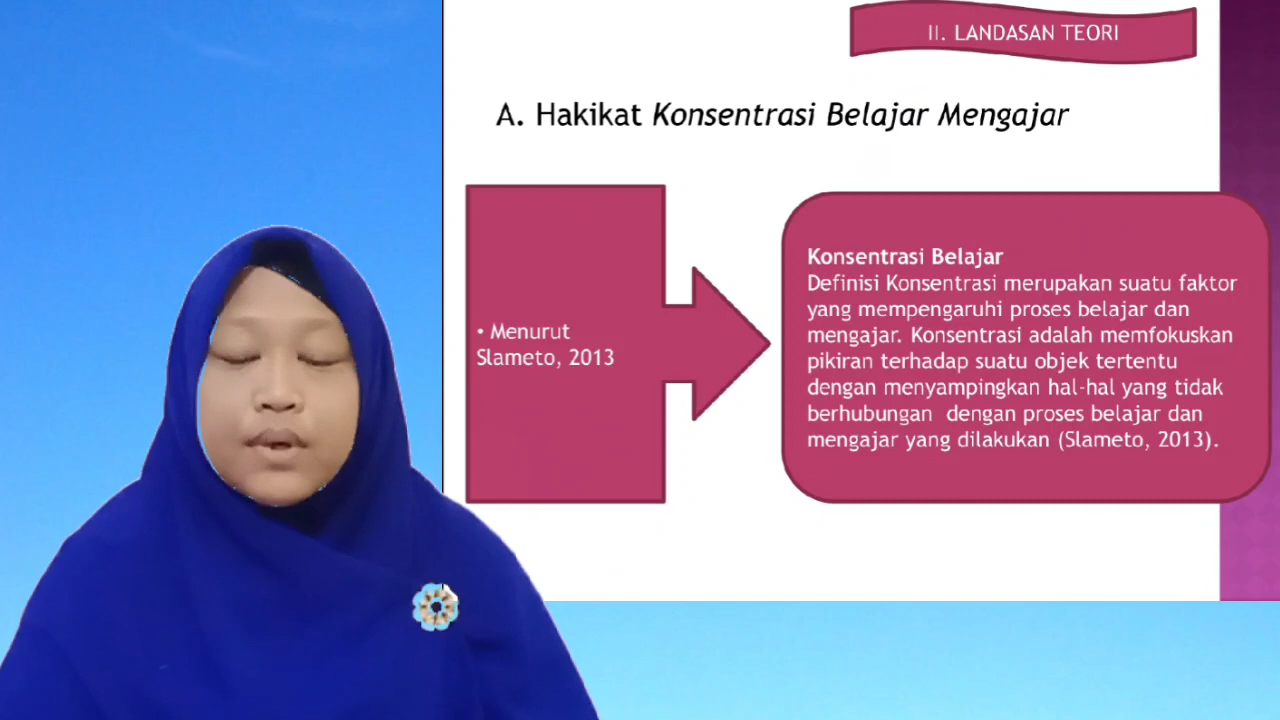 II. LANDASAN TEORI
A. Hakikat Konsentrasi Belajar Mengajar
• Menurut
Slameto, 2013
Konsentrasi Belajar
Definisi Konsentrasi merupakan suatu faktor
yang mempengaruhi proses belajar dan
mengajar. Konsentrasi adalah memfokuskan
pikiran terhadap suatu objek tertentu
dengan menyampingkan hal-hal yang tidak
berhubungan dengan proses belajar dan
mengajar yang dilakukan (Slameto, 2013).